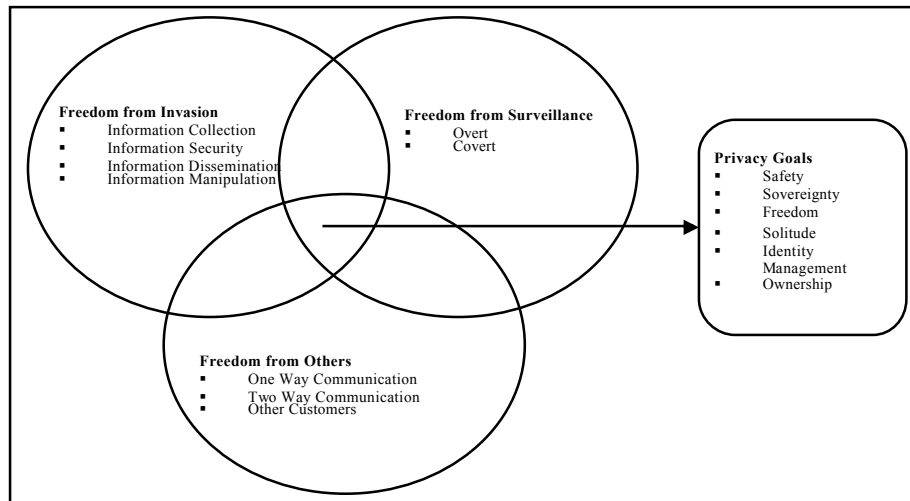 Freedom from Invasion
▪ Information Collection
▪ Information Security
▪ Information Dissemination
▪ Information Manipulation
Freedom from Surveillance
▪ Overt
▪ Covert
Privacy Goals
▪ Safety
▪ Sovereignty
▪ Freedom
▪ Solitude
▪ Identity
Management
▪ Ownership
Freedom from Others
▪ One Way Communication
▪ Two Way Communication
▪ Other Customers